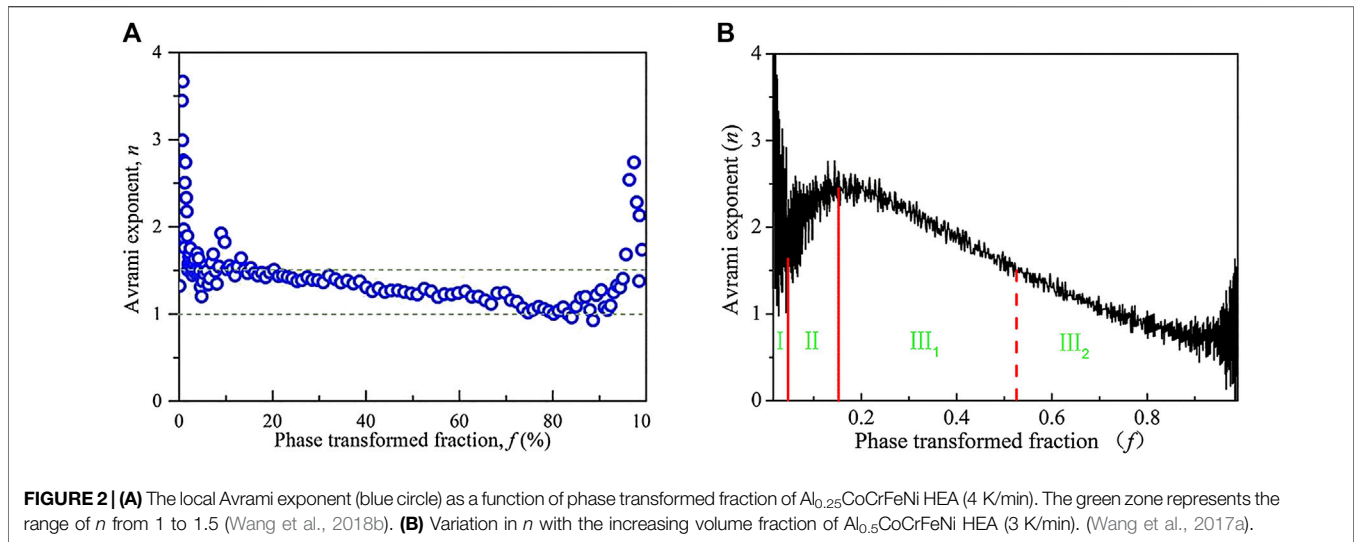 A
4
3
2
1
0
Avrami exponent, n
0 20 40 60 80 10
Phase transformed fraction, f (%)
B
4
3
2
1
0
Avrami exponent (n)
I II III₁ III₂
0.2 0.4 0.6 0.8
Phase transformed fraction (f)
FIGURE 2 | (A) The local Avrami exponent (blue circle) as a function of phase transformed fraction of Al₀.₂₅CoCrFeNi HEA (4 K/min). The green zone represents the
range of n from 1 to 1.5 (Wang et al., 2018b). (B) Variation in n with the increasing volume fraction of Al₀.₅CoCrFeNi HEA (3 K/min). (Wang et al., 2017a).